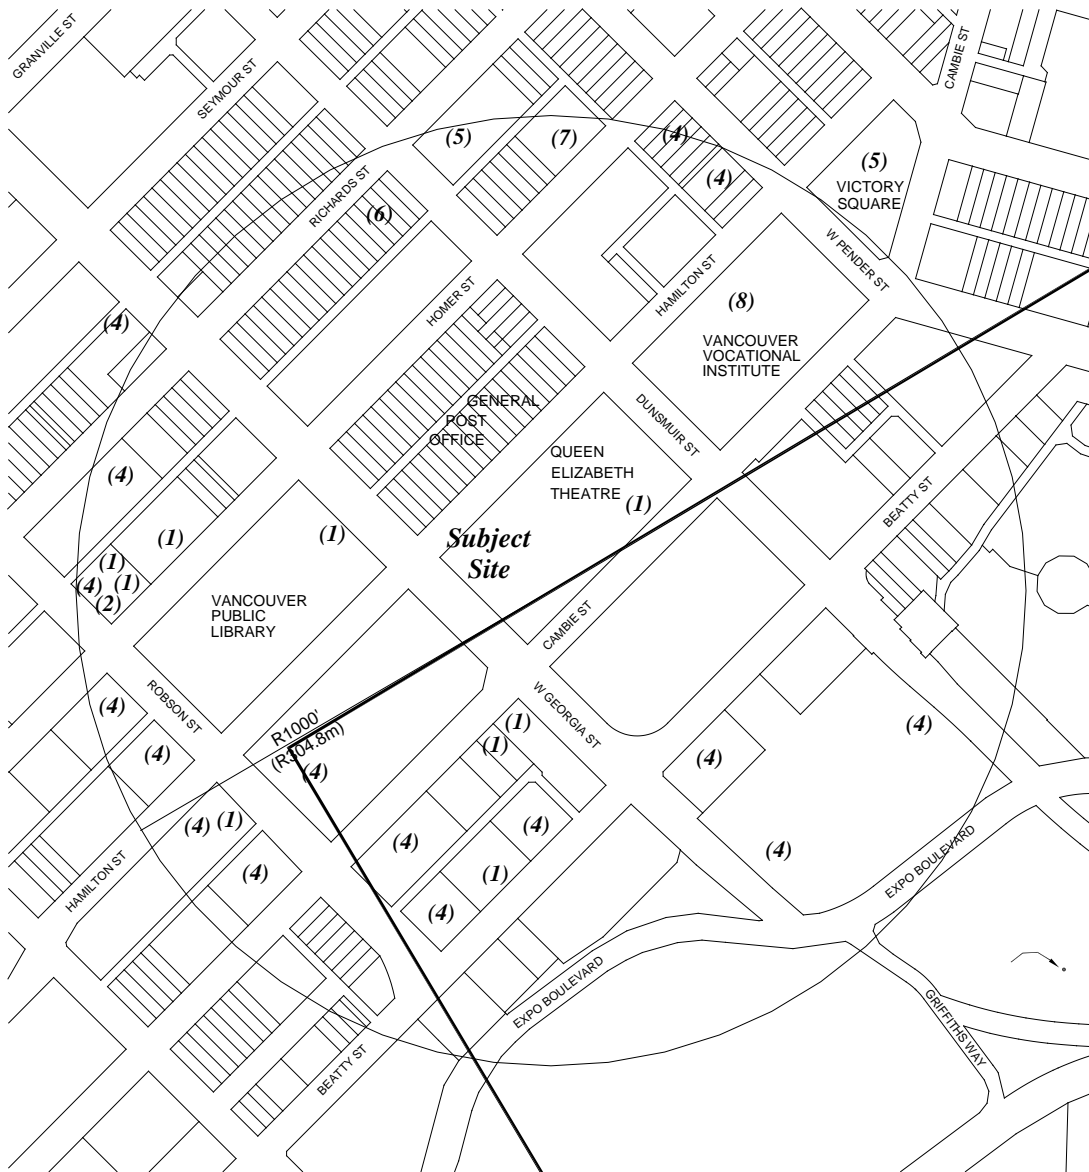 GRANVILLE ST
SEYMOUR ST
CAMBIE ST
(5)
(7)
(4)
(5)
VICTORY
SQUARE
(4)
RICHARDS ST
(6)
W PENDER ST
HAMILTON ST
HOMER ST
(8)
(4)
VANCOUVER
VOCATIONAL
INSTITUTE
GENERAL
POST
OFFICE
DUNSMUIR ST
QUEEN
ELIZABETH
THEATRE
(1)
(4)
BEATTY ST
(1)
(1)
Subject
Site
(1)
(4)
(1)
(2)
VANCOUVER
PUBLIC
LIBRARY
CAMBIE ST
ROBSON ST
(4)
W GEORGIA ST
R1000'
(R304.8m)
(4)
(1)
(1)
(4)
(4)
(4)
(4)
(1)
(4)
(4)
(4)
(4)
HAMILTON ST
(4)
(1)
(4)
EXPO BOULEVARD
EXPO BOULEVARD
GRIFFITHS WAY
BEATTY ST